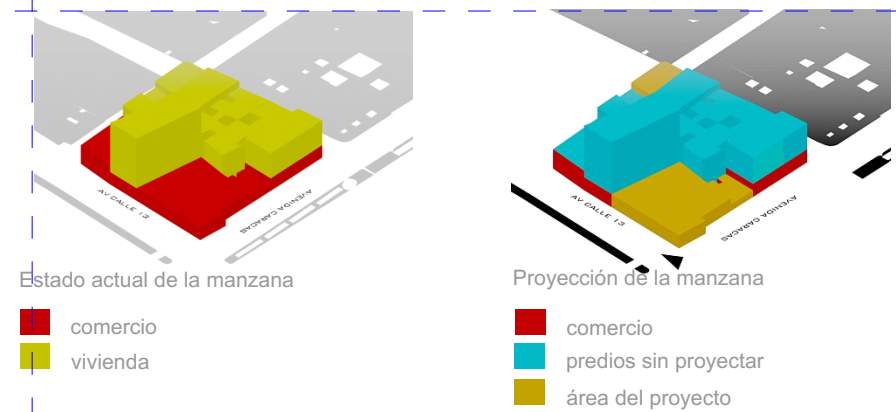 AV CALLE 13
AVENIDA CARACAS
Estado actual de la manzana
comercio
vivienda
AV CALLE 13
AVENIDA CARACAS
Proyección de la manzana
comercio
predios sin proyectar
área del proyecto